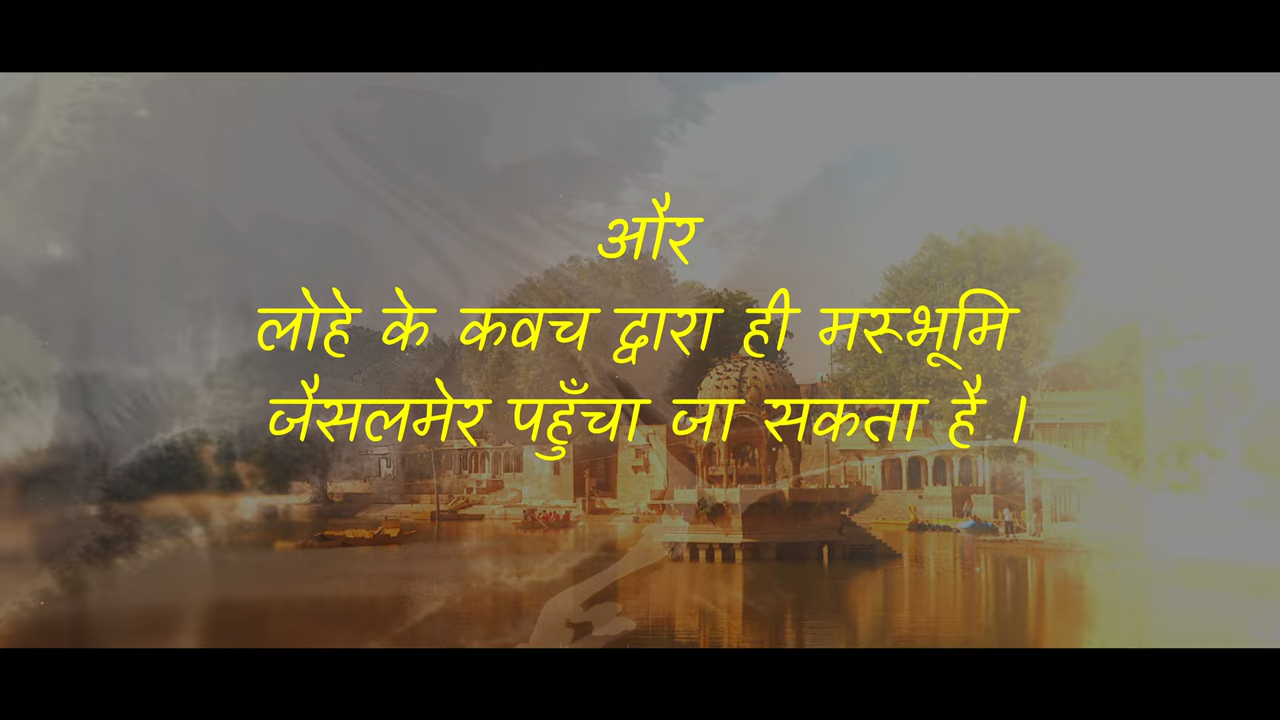 और
लोहे के कवच द्वारा ही मरूभूमि
जैसलमेर पहुँचा जा सकता है ।